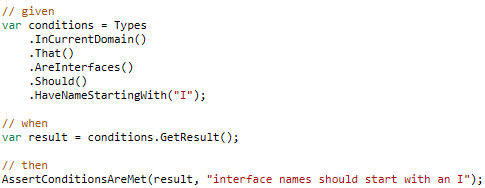 // given
var conditions = Types
    .InCurrentDomain()
    .That()
    .AreInterfaces()
    .Should()
    .HaveNameStartingWith("I");

// when
var result = conditions.GetResult();

// then
AssertConditionsAreMet(result, "interface names should start with an I");